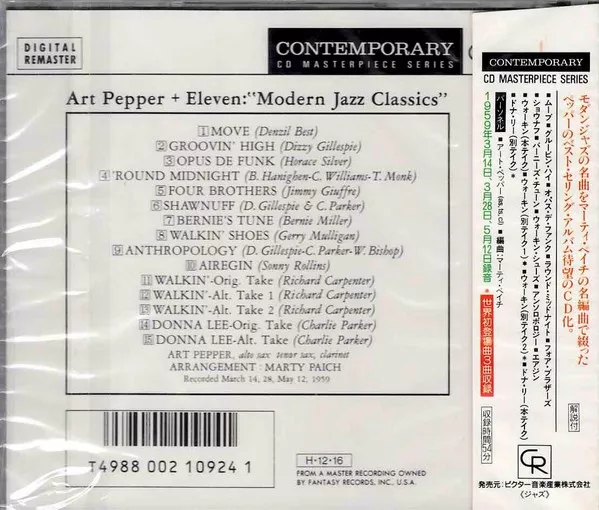 DIGITAL
REMASTER
CONTEMPORARY
CD MASTERPIECE SERIES
Art Pepper + Eleven:"Modern Jazz Classics"
1 MOVE (Denzil Best)
2 GROOVIN' HIGH (Dizzy Gillespie)
3 OPUS DE FUNK (Horace Silver)
4 'ROUND MIDNIGHT (B. Hanighen-C. Williams-T. Monk)
5 FOUR BROTHERS (Jimmy Giuffre)
6 SHAWNUFF (D. Gillespie & C. Parker)
7 BERNIE'S TUNE (Bernie Miller)
8 WALKIN' SHOES (Gerry Mulligan)
9 ANTHROPOLOGY (D. Gillespie-C. Parker-W. Bishop)
10 AIREGIN (Sonny Rollins)
11 WALKIN'-Orig. Take (Richard Carpenter)
12 WALKIN'-Alt. Take 1 (Richard Carpenter)
13 WALKIN'-Alt. Take 2 (Richard Carpenter)
14 DONNA LEE-Orig. Take (Charlie Parker)
15 DONNA LEE-Alt. Take (Charlie Parker)
ART PEPPER, alto sax tenor sax, clarinet
ARRANGEMENT : MARTY PAICH
Recorded March 14, 28, May 12, 1959
T4988 002 10924 1
H-12-16
FROM A MASTER RECORDING OWNED
BY FANTASY RECORDS, INC., U.S.A.
CONTEMPORARY
CD MASTERPIECE SERIES
モダンジャズの名曲をマーティ・ペイチの名編曲で綴った
ペッパーのベスト・セリング・アルバム待望のCD化。
解説付
・ムーブ・グルービン・ハイ・オパス・デ・ファンク・ラウンド・ミッドナイト・フォア・ブラザーズ
・ショウナフ・バーニーズ・チューン・ウォーキン・シューズ・アンソロポロジー・エアジン
・ウォーキン(本テイク)・ウォーキン(別テイク一)*・ウォーキン(別テイク2)*・ドナ・リー(本テイク)
・ドナ・リー(別テイク)*
パーソネル・アート・ペッパー(as, ts, cl)・編曲:マーティ・ペイチ
1959年3月14日、3月28日、5月12日録音 *世界初登場曲3曲収録
収録時間54分
CR
発売元:ビクター音楽産業株式会社
〈ジャズ〉